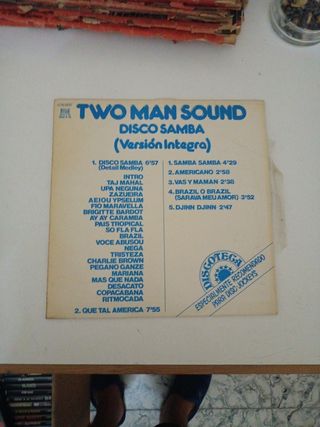 TWO MAN SOUND
DISCO SAMBA
(Versión Integra)
1. DISCO SAMBA 6'57
(Detail Medley)
INTRO
TAJ MAHAL
UPA NEGUNA
ZAZUEIRA
AEIOU YPSELUM
FIO MARAVELLA
BRIGITTE BARDOT
AY AY CARAMBA
PAIS TROPICAL
SO FLA FLA
BRAZIL
VOCE ABUSOU
NEGA
TRISTEZA
CHARLIE BROWN
PEGANO GANZE
MARIANA
MAS QUE NADA
DESACATO
COPACABANA
RITMOCADA
2. QUE TAL AMERICA 7'55
1. SAMBA SAMBA 4'29
2. AMERICANO 2'58
3. VAS Y MAMAN 2'38
4. BRAZIL O BRAZIL
(SARAVA MEU AMOR) 3'52
5. DJINN DJINN 2'47
DISCOTECA
ESPECIALMENTE RECOMENDADO
PARA DISC JOCKEYS